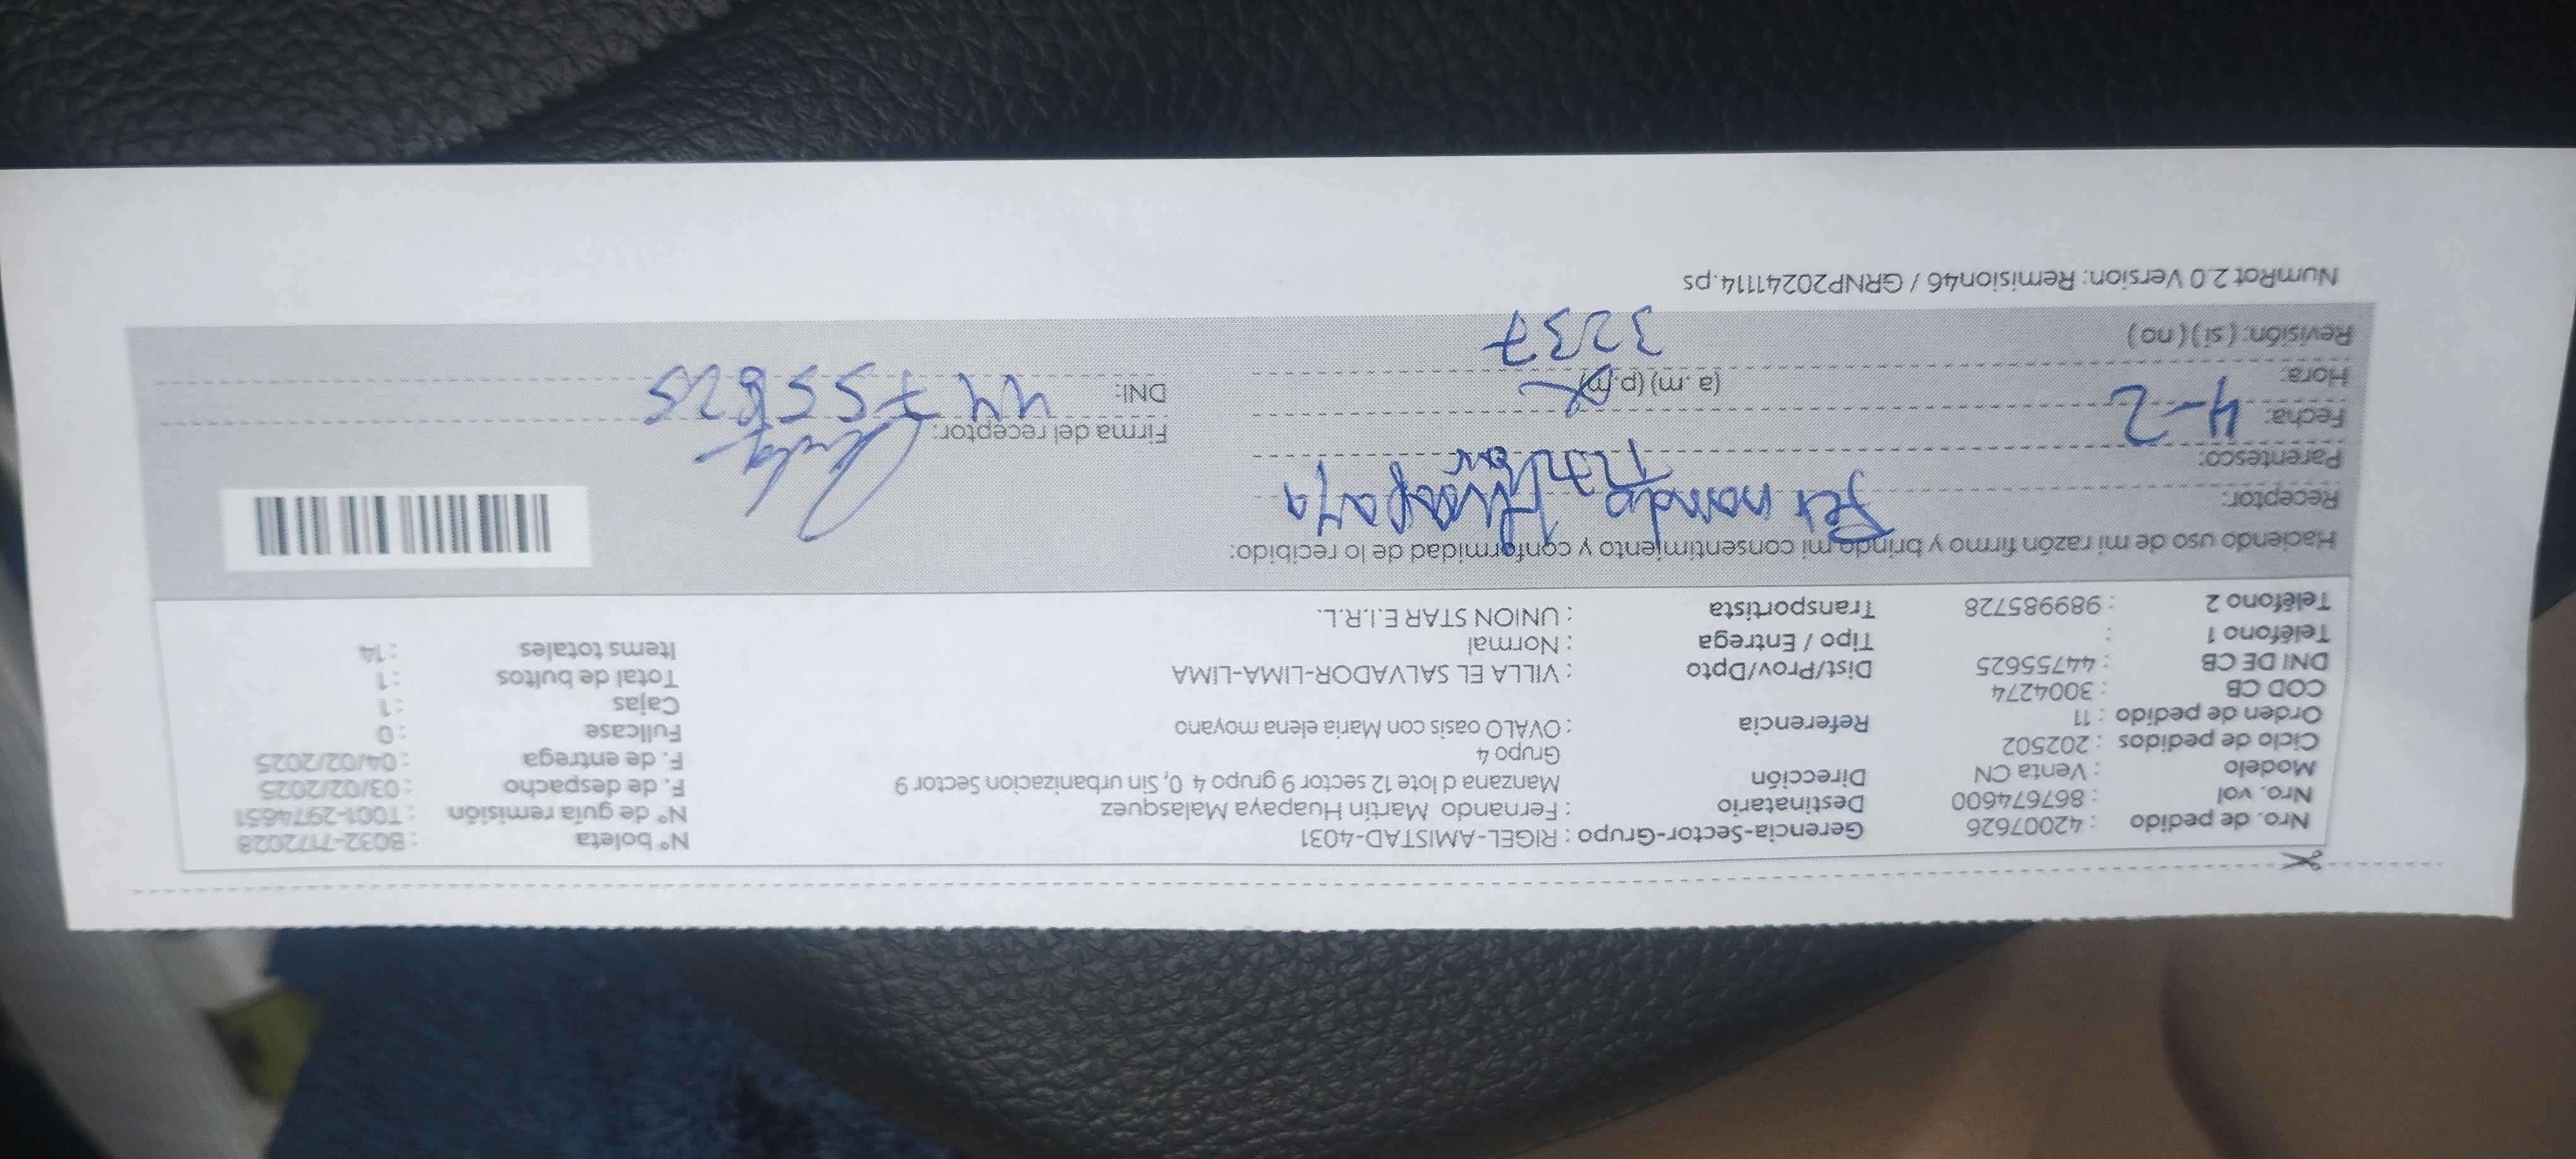 Nro. de pedido : 42007626 Gerencia-Sector-Grupo : RIGEL-AMISTAD-4031 N° boleta : B032-7172028
Nro. vol : 867674600 Destinatario : Fernando Martin Huapaya Malasquez N° de guía remisión : T001-2974651
Modelo : Venta CN Dirección Manzana d lote 12 sector 9 grupo 4 0, Sin urbanizacion Sector 9 F. de despacho : 03/02/2025
Ciclo de pedidos : 202502 Grupo 4 F. de entrega : 04/02/2025
Orden de pedido : 11 Referencia : OVALO oasis con Maria elena moyano Fullcase : 0
COD CB : 3004274 Cajas : 1
DNI DE CB : 44755625 Dist/Prov/Dpto : VILLA EL SALVADOR-LIMA-LIMA Total de bultos : 1
Teléfono 1 : Tipo / Entrega : Normal Items totales : 14
Teléfono 2 : 989985728 Transportista : UNION STAR E.I.R.L.
Haciendo uso de mi razón firmo y brindo mi consentimiento y conformidad de lo recibido:
Receptor: Fernando Huapaya
Parentesco:
Fecha: 4-2 Firma del receptor:
Hora: (a. m.) (p. m) DNI:
Revisión: ( sí ) ( no ) 3237
NumRot 2.0 Version: Remision46 / GRNP20241114.ps